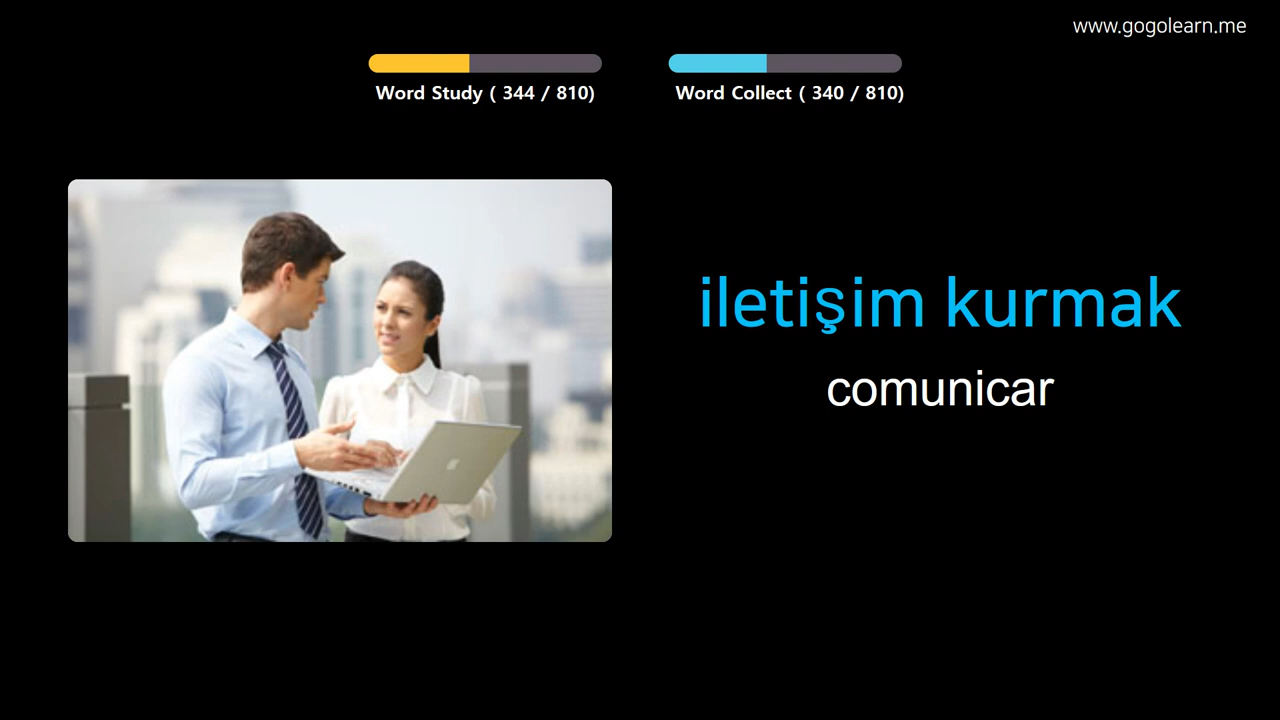 www.gogolearn.me
Word Study ( 344 / 810)
Word Collect ( 340 / 810)
iletişim kurmak
comunicar